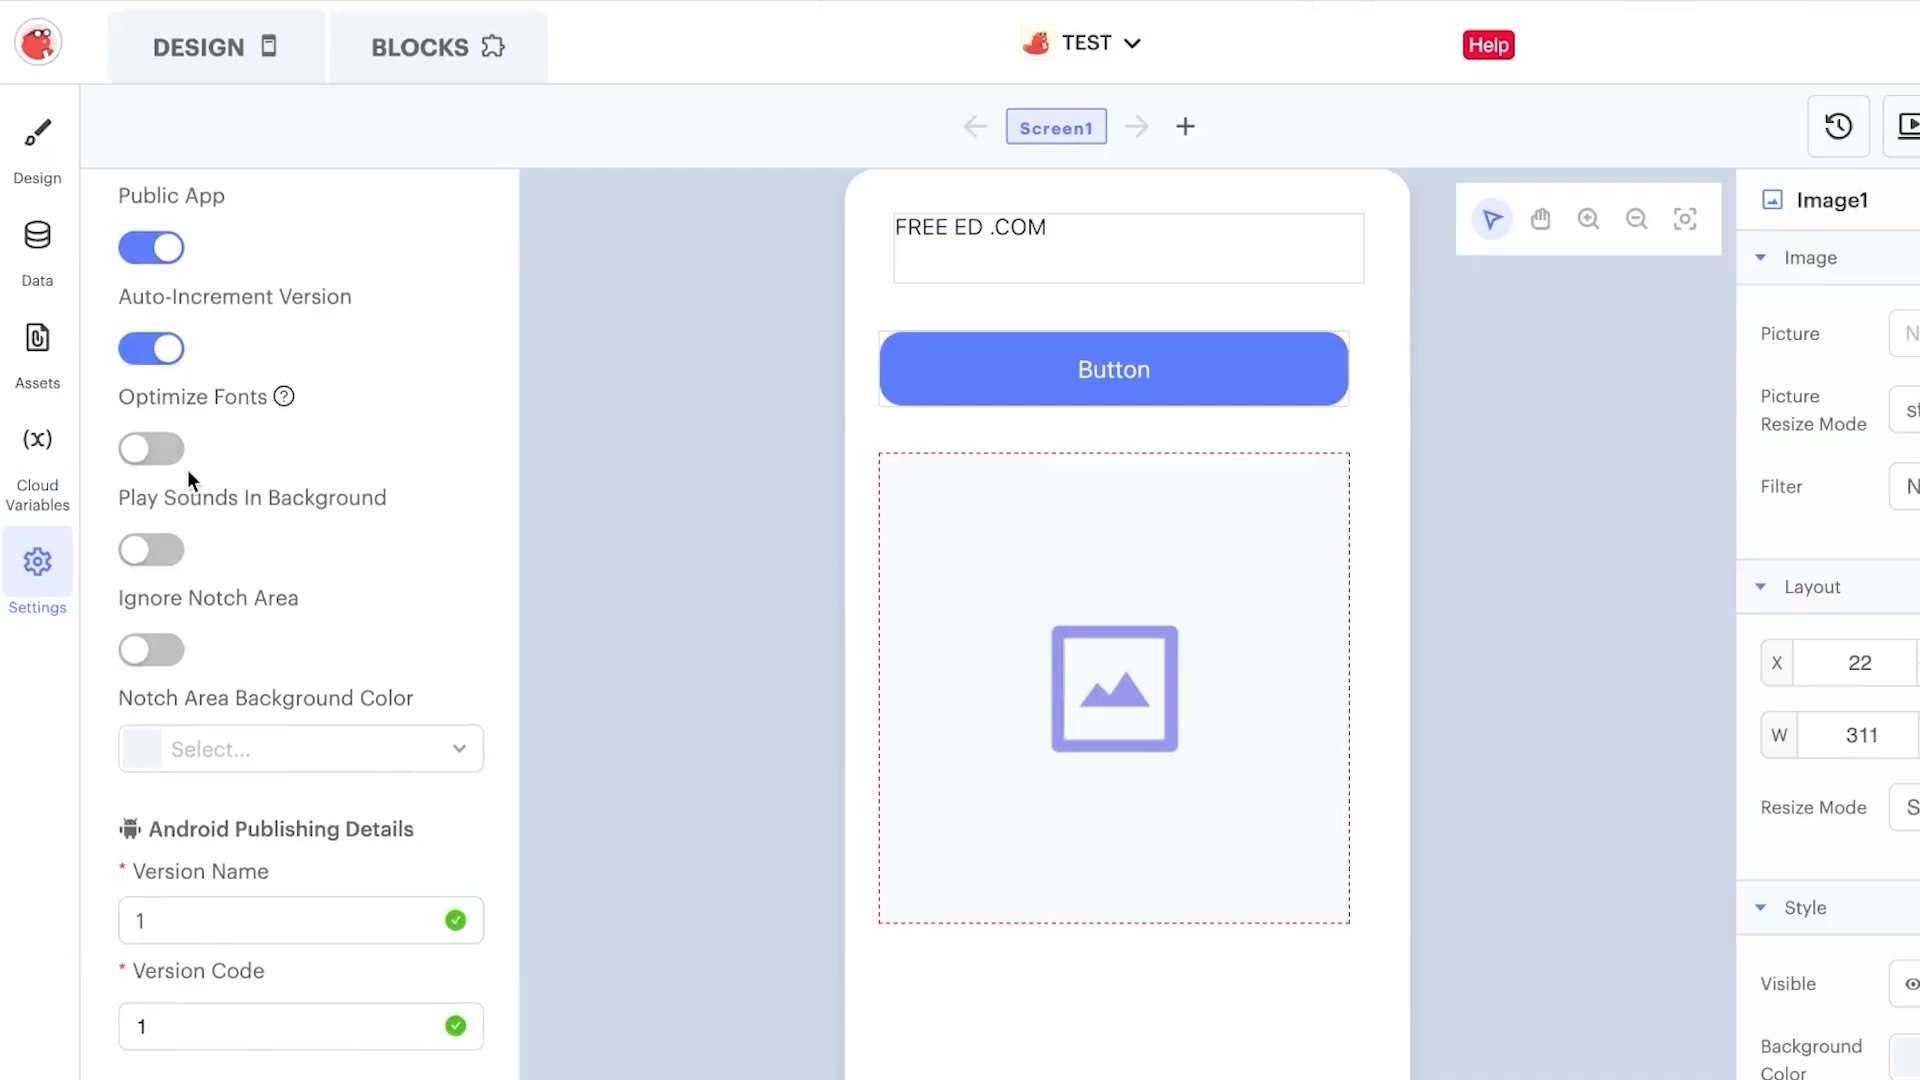 DESIGN
BLOCKS
TEST
Help
Screen1
Design
Data
Assets
(x)
Cloud
Variables
Settings
Public App
Auto-Increment Version
Optimize Fonts ?
Play Sounds In Background
Ignore Notch Area
Notch Area Background Color
Select...
Android Publishing Details
* Version Name
1
* Version Code
1
FREE ED .COM
Button
Image1
Image
Picture
N
Picture
Resize Mode
st
Filter
N
Layout
X 22
W 311
Resize Mode
S
Style
Visible
Background
Color